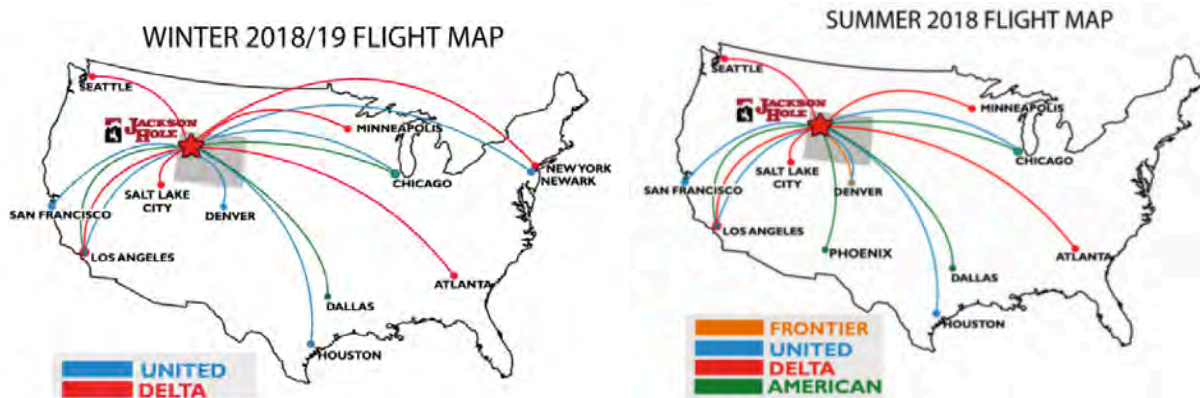 WINTER 2018/19 FLIGHT MAP
SEATTLE
JACKSON
HOLE
MINNEAPOLIS
NEW YORK
NEWARK
CHICAGO
SALT LAKE
CITY
DENVER
SAN FRANCISCO
LOS ANGELES
ATLANTA
DALLAS
HOUSTON
UNITED
DELTA
SUMMER 2018 FLIGHT MAP
SEATTLE
JACKSON
HOLE
MINNEAPOLIS
CHICAGO
SALT LAKE
CITY
DENVER
SAN FRANCISCO
LOS ANGELES
PHOENIX
ATLANTA
DALLAS
HOUSTON
FRONTIER
UNITED
DELTA
AMERICAN